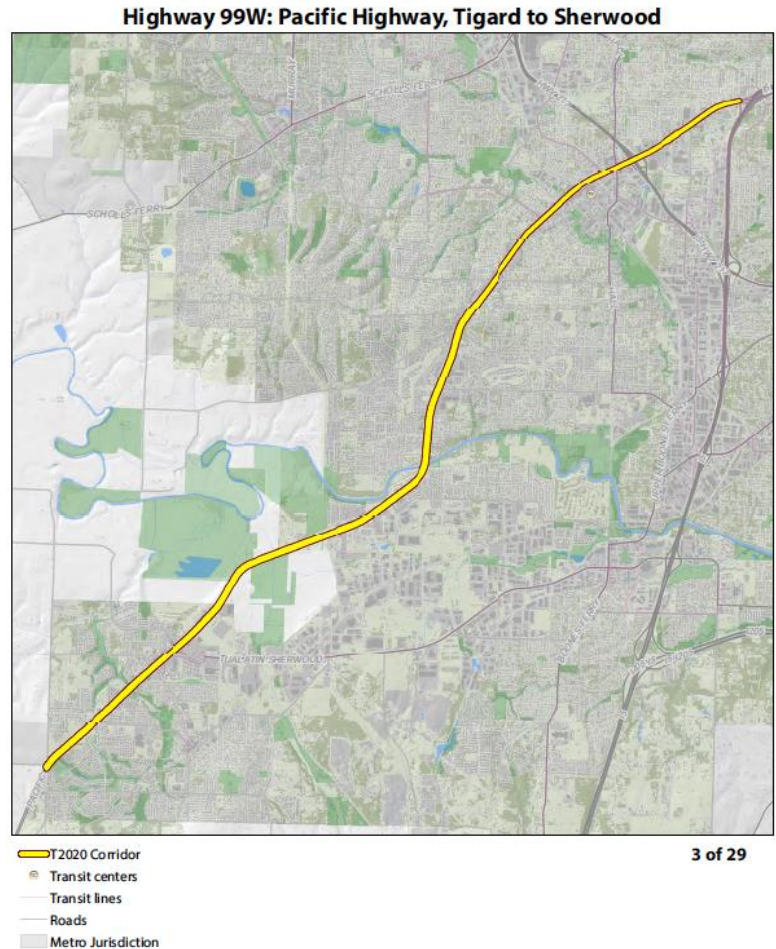 Highway 99W: Pacific Highway, Tigard to Sherwood
SCHOLLS FERRY
SCHOLLS FERRY
TUALATIN-SHERWOOD
PACIFIC
T2020 Corridor
3 of 29
Transit centers
Transit lines
Roads
Metro Jurisdiction